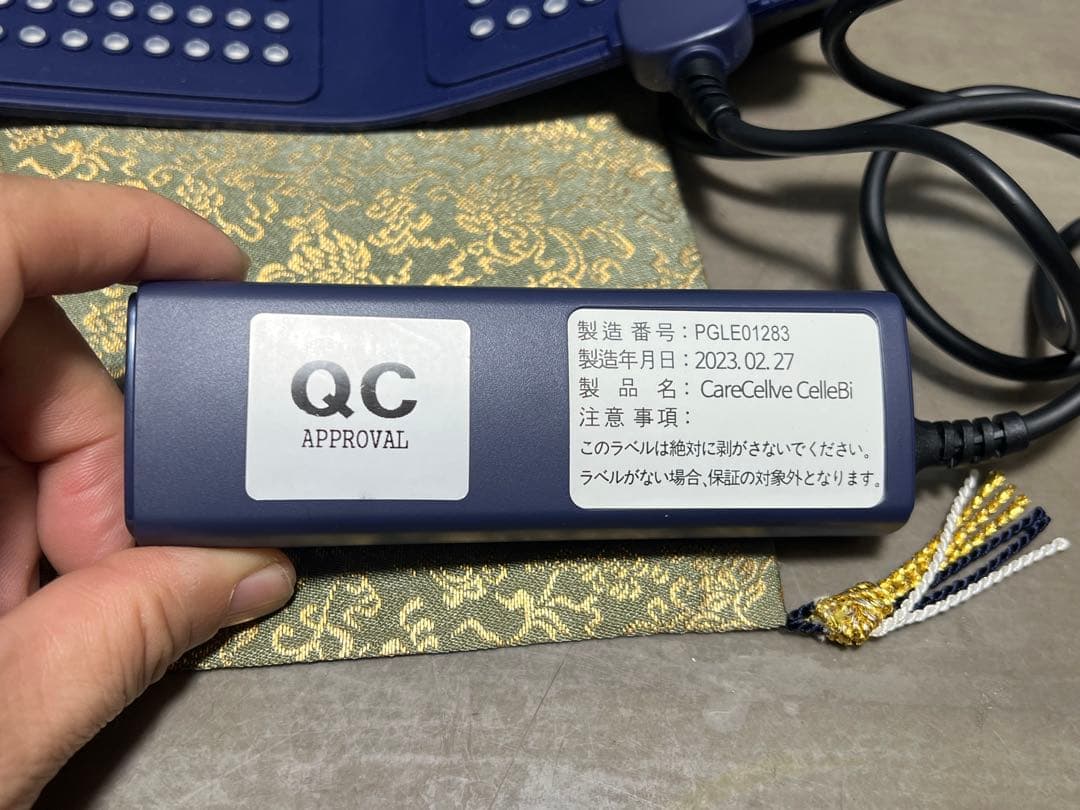 QC
APPROVAL
製造番号：PGLE01283
製造年月日：2023.02.27
製品名：CareCellve CelleBi
注意事項：
このラベルは絶対に剥がさないでください。
ラベルがない場合、保証の対象外となります。